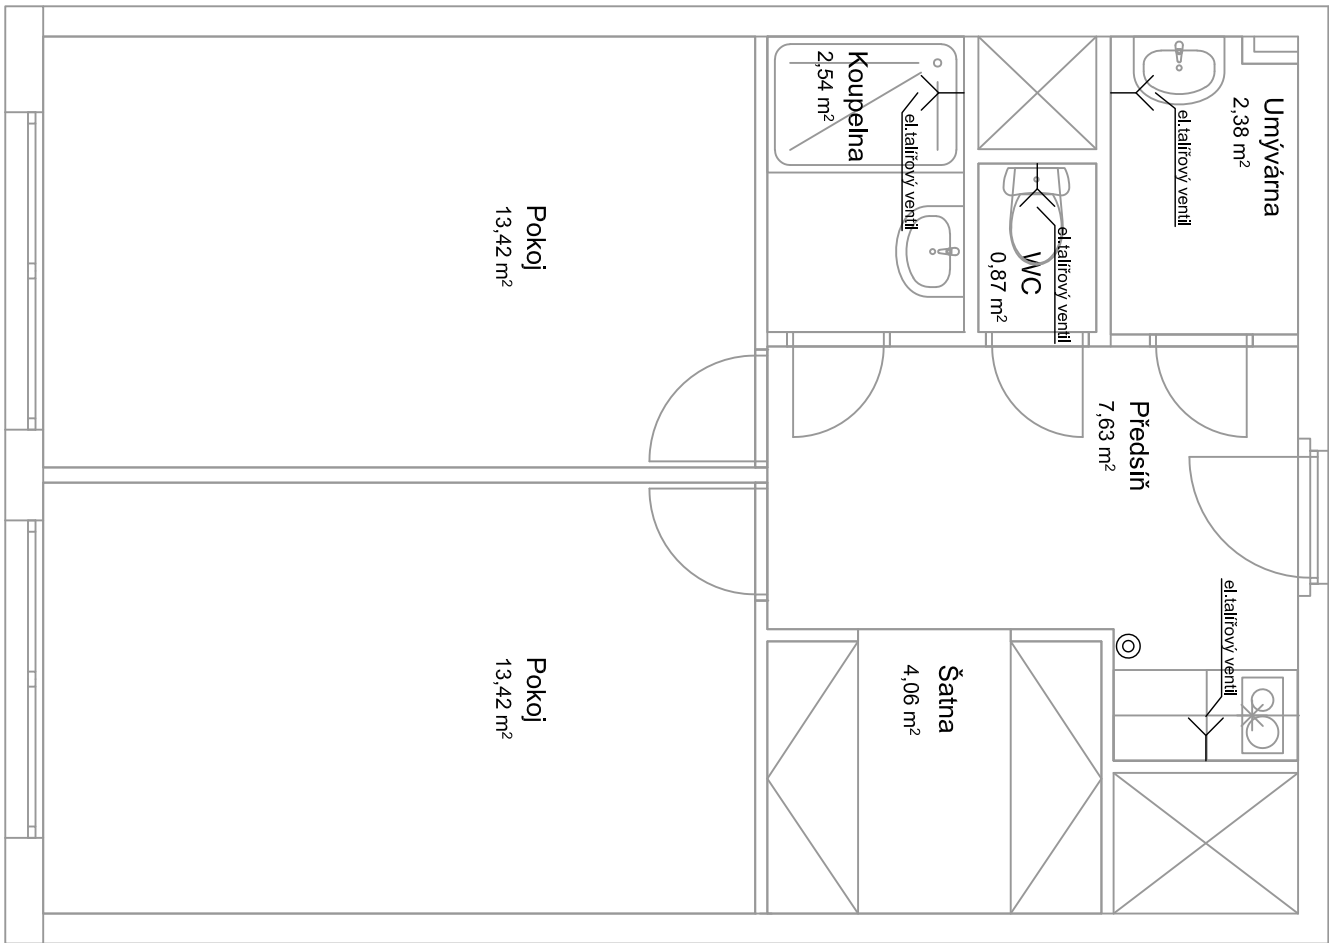 Umývárna
2,38 m²
el.talířový ventil
Koupelna
2,54 m²
el.talířový ventil
WC
0,87 m²
el.talířový ventil
Předsíň
7,63 m²
el.talířový ventil
Šatna
4,06 m²
Pokoj
13,42 m²
Pokoj
13,42 m²